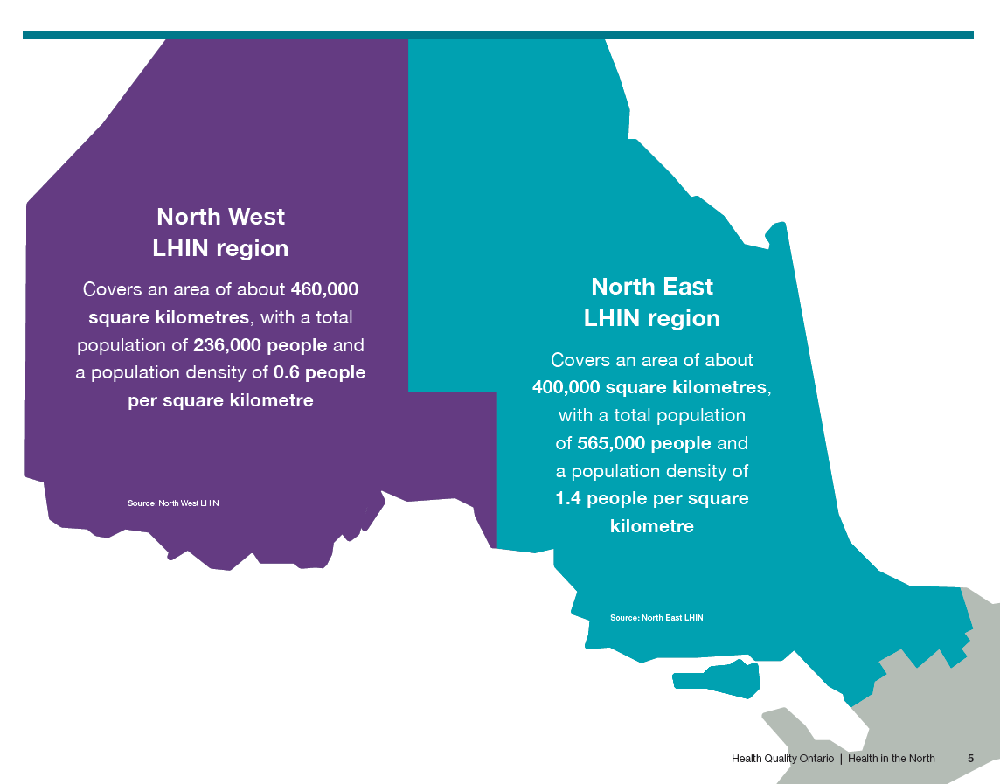 North West
LHIN region
Covers an area of about 460,000
square kilometres, with a total
population of 236,000 people and
a population density of 0.6 people
per square kilometre
Source: North West LHIN
North East
LHIN region
Covers an area of about
400,000 square kilometres,
with a total population
of 565,000 people and
a population density of
1.4 people per square
kilometre
Source: North East LHIN
Health Quality Ontario | Health in the North 5